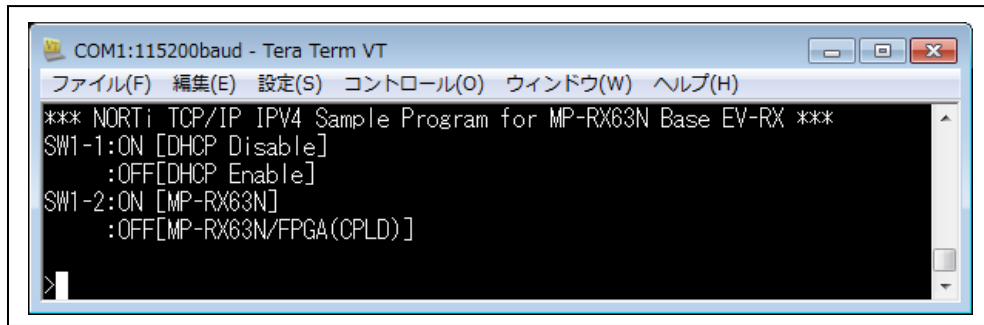 COM1:115200baud - Tera Term VT
ファイル(F) 編集(E) 設定(S) コントロール(O) ウィンドウ(W) ヘルプ(H)
*** NORTi TCP/IP IPV4 Sample Program for MP-RX63N Base EV-RX ***
SW1-1:ON [DHCP Disable]
:OFF[DHCP Enable]
SW1-2:ON [MP-RX63N]
:OFF[MP-RX63N/FPGA(CPLD)]
>